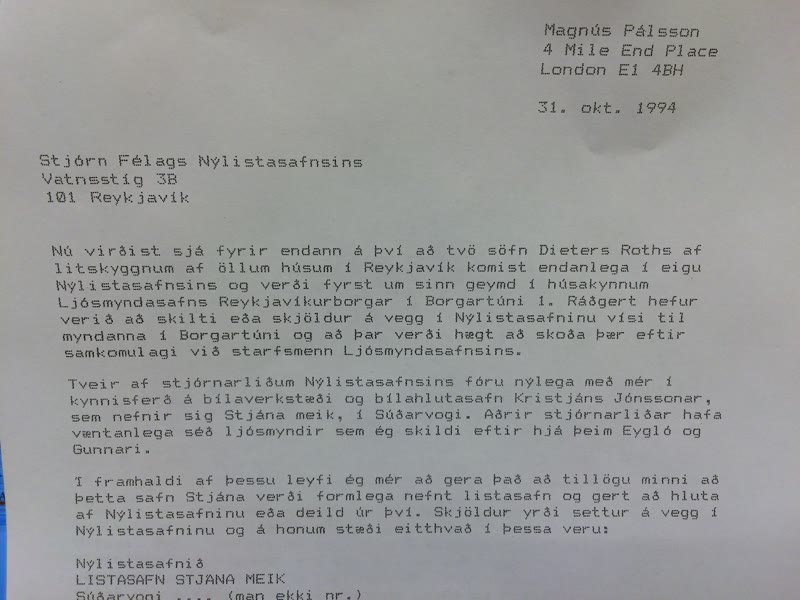 Magnús Pálsson
4 Mile End Place
London E1 4BH
31. okt. 1994
Stjórn Félags Nýlistasafnsins
Vatnsstíg 3B
101 Reykjavík
Nú virðist sjá fyrir endann á því að tvö söfn Dieters Roths af
litskyggnum af öllum húsum í Reykjavík komist endanlega í eigu
Nýlistasafnsins og verði fyrst um sinn geymd í húsakynnum
Ljósmyndasafns Reykjavíkurborgar í Borgartúni 1. Ráðgert hefur
verið að skilti eða skjöldur á vegg í Nýlistasafninu vísi til
myndanna í Borgartúni og að þar verði hægt að skoða þær eftir
samkomulagi við starfsmenn Ljósmyndasafnsins.
Tveir af stjórnarliðum Nýlistasafnsins fóru nýlega með mér í
kynnisferð á bílaverkstæði og bílahlutasafn Kristjáns Jónssonar,
sem nefnir sig Stjána meik, í Súðarvogi. Aðrir stjórnarliðar hafa
væntanlega séð ljósmyndir sem ég skildi eftir hjá þeim Eygló og
Gunnari.
Í framhaldi af þessu leyfi ég mér að gera það að tillögu minni að
þetta safn Stjána verði formlega nefnt listasafn og gert að hluta
af Nýlistasafninu eða deild úr því. Skjöldur yrði settur á vegg í
Nýlistasafninu og á honum stæði eitthvað í þessa veru:
Nýlistasafnið
LISTASAFN STJÁNA MEIK
Súðarvogi .... (man ekki nr.)